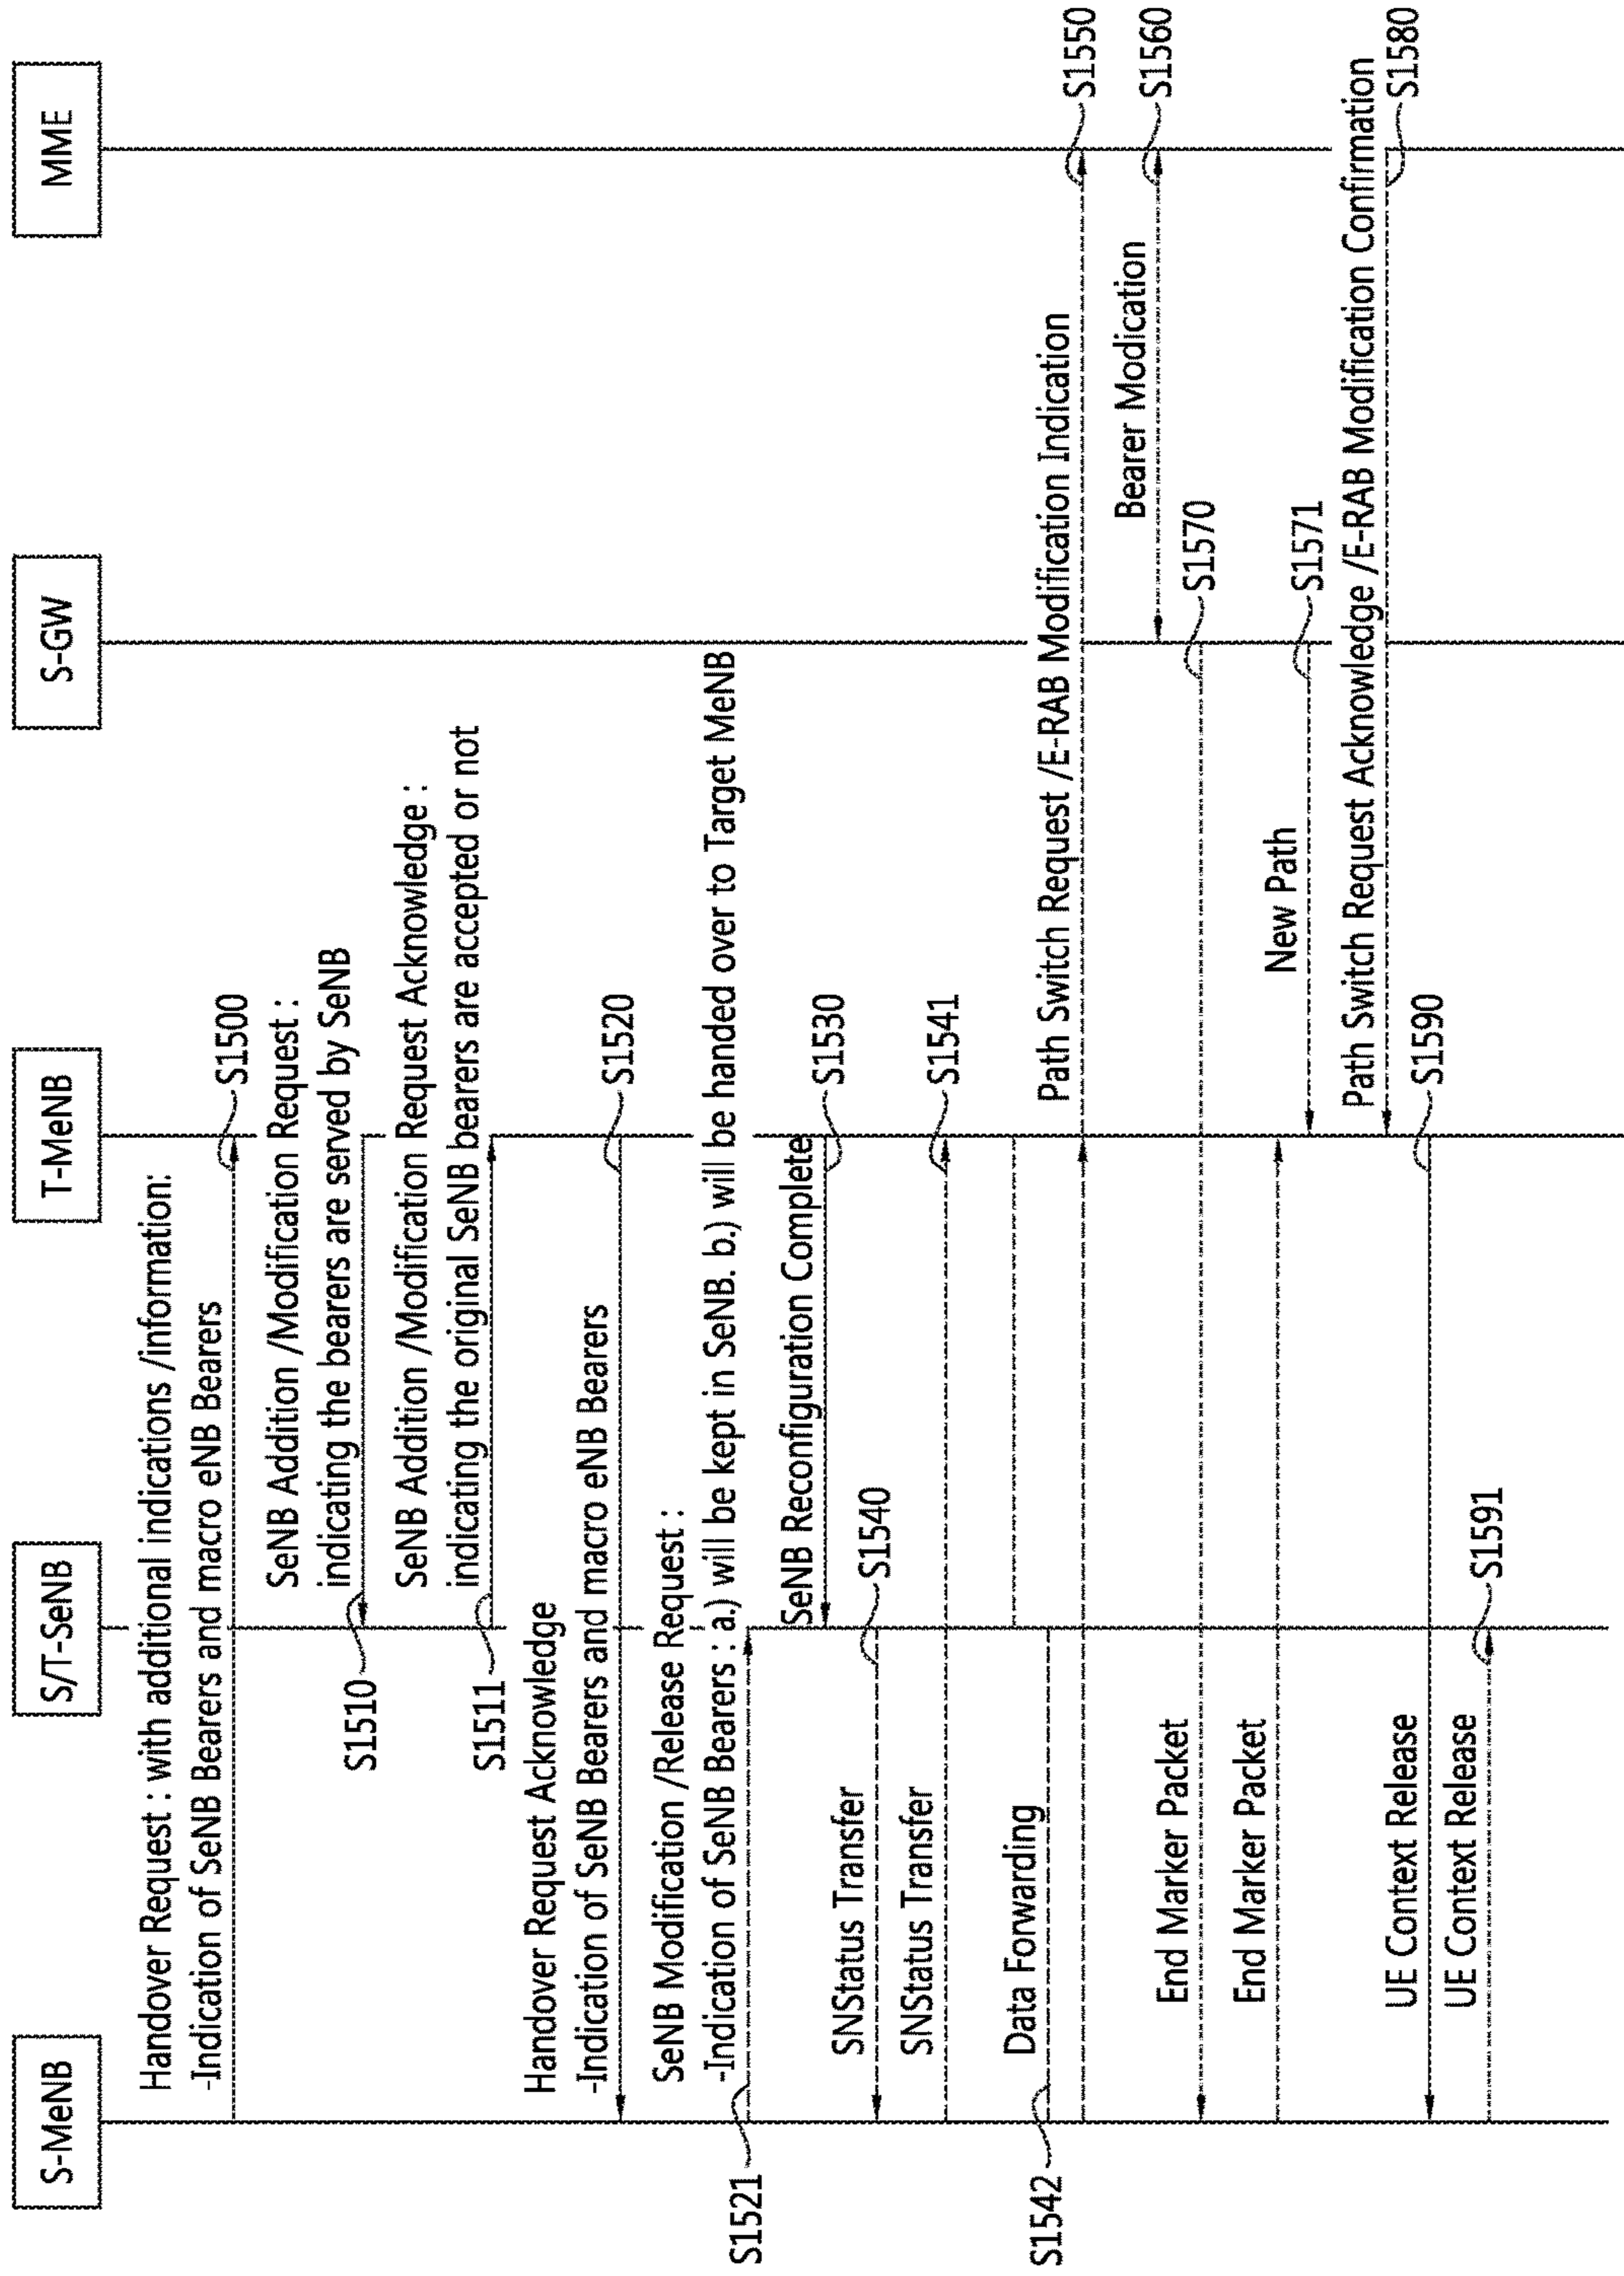 S-MeNB
S/T-SeNB
T-MeNB
S-GW
MME
Handover Request : with additional indications /information:
-Indication of SeNB Bearers and macro eNB Bearers
S1500
SeNB Addition /Modification Request :
indicating the bearers are served by SeNB
S1510
SeNB Addition /Modification Request Acknowledge :
indicating the original SeNB bearers are accepted or not
S1511
Handover Request Acknowledge
-Indication of SeNB Bearers and macro eNB Bearers
S1520
SeNB Modification /Release Request :
-Indication of SeNB Bearers : a.) will be kept in SeNB. b.) will be handed over to Target MeNB
S1521
SeNB Reconfiguration Complete
S1530
SNStatus Transfer
S1540
SNStatus Transfer
S1541
Data Forwarding
S1542
Path Switch Request /E-RAB Modification Indication
S1550
Bearer Modication
S1560
End Marker Packet
S1570
End Marker Packet
New Path
S1571
Path Switch Request Acknowledge /E-RAB Modification Confirmation
S1580
UE Context Release
S1590
UE Context Release
S1591